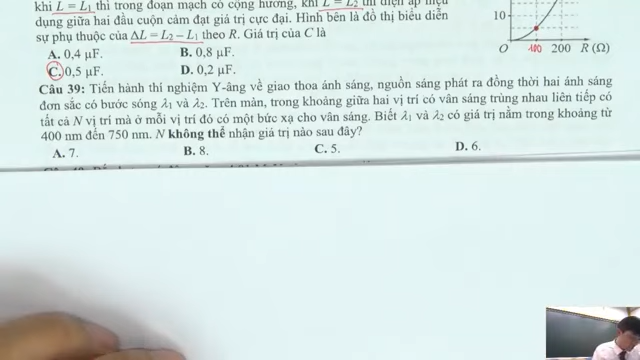 khi L = L₁ thì trong đoạn mạch có cộng hưởng, khi L = L₂ thì điện áp hiệu
dụng giữa hai đầu cuộn cảm đạt giá trị cực đại. Hình bên là đồ thị biểu diễn
sự phụ thuộc của ΔL = L₂ – L₁ theo R. Giá trị của C là
10
O 100 200 R (Ω)
A. 0,4 μF. B. 0,8 μF.
C. 0,5 μF. D. 0,2 μF.
Câu 39: Tiến hành thí nghiệm Y-âng về giao thoa ánh sáng, nguồn sáng phát ra đồng thời hai ánh sáng
đơn sắc có bước sóng λ₁ và λ₂. Trên màn, trong khoảng giữa hai vị trí có vân sáng trùng nhau liên tiếp có
tất cả N vị trí mà ở mỗi vị trí đó có một bức xạ cho vân sáng. Biết λ₁ và λ₂ có giá trị nằm trong khoảng từ
400 nm đến 750 nm. N không thể nhận giá trị nào sau đây?
A. 7. B. 8. C. 5. D. 6.